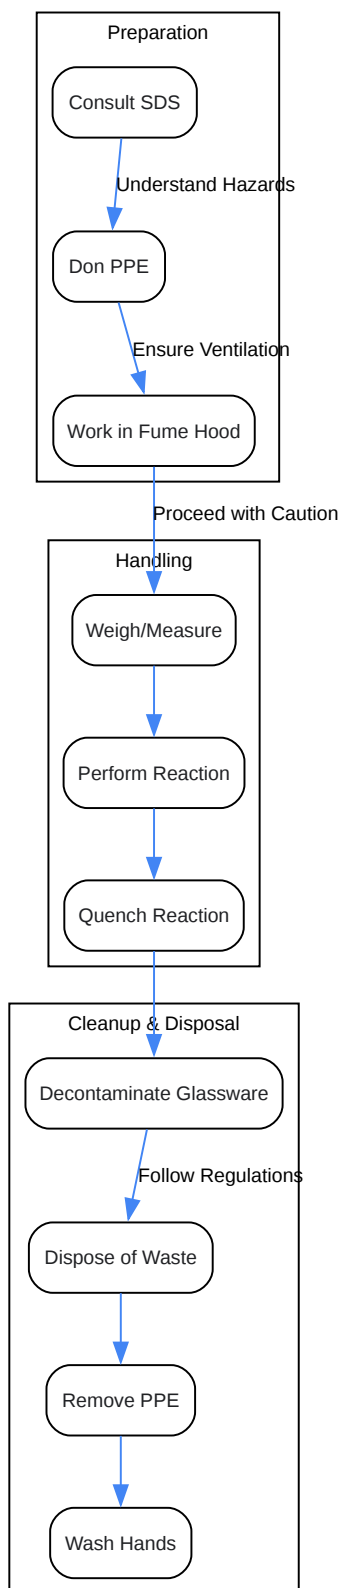 Preparation
Consult SDS
Understand Hazards
Don PPE
Ensure Ventilation
Work in Fume Hood
Proceed with Caution
Handling
Weigh/Measure
Perform Reaction
Quench Reaction
Cleanup & Disposal
Decontaminate Glassware
Follow Regulations
Dispose of Waste
Remove PPE
Wash Hands